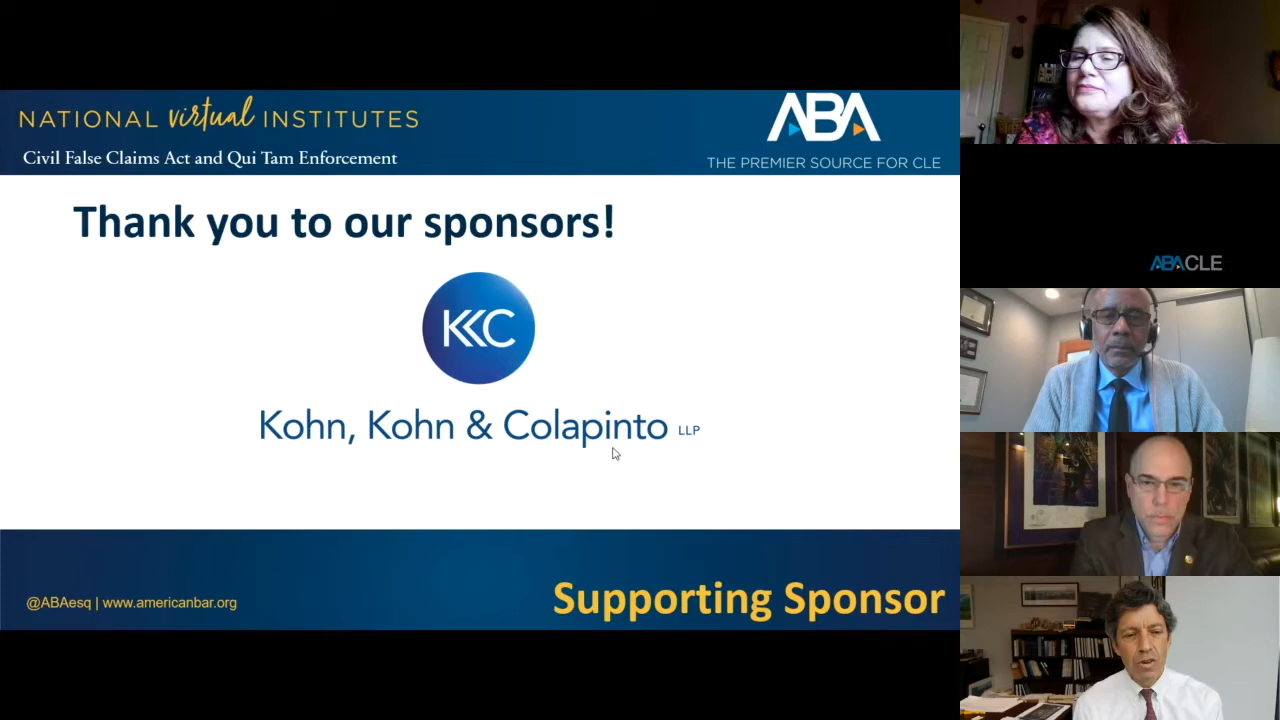 NATIONAL virtual INSTITUTES
Civil False Claims Act and Qui Tam Enforcement
ABA
THE PREMIER SOURCE FOR CLE
Thank you to our sponsors!
KKC
Kohn, Kohn & Colapinto LLP
@ABAesq | www.americanbar.org
Supporting Sponsor
ABACLE